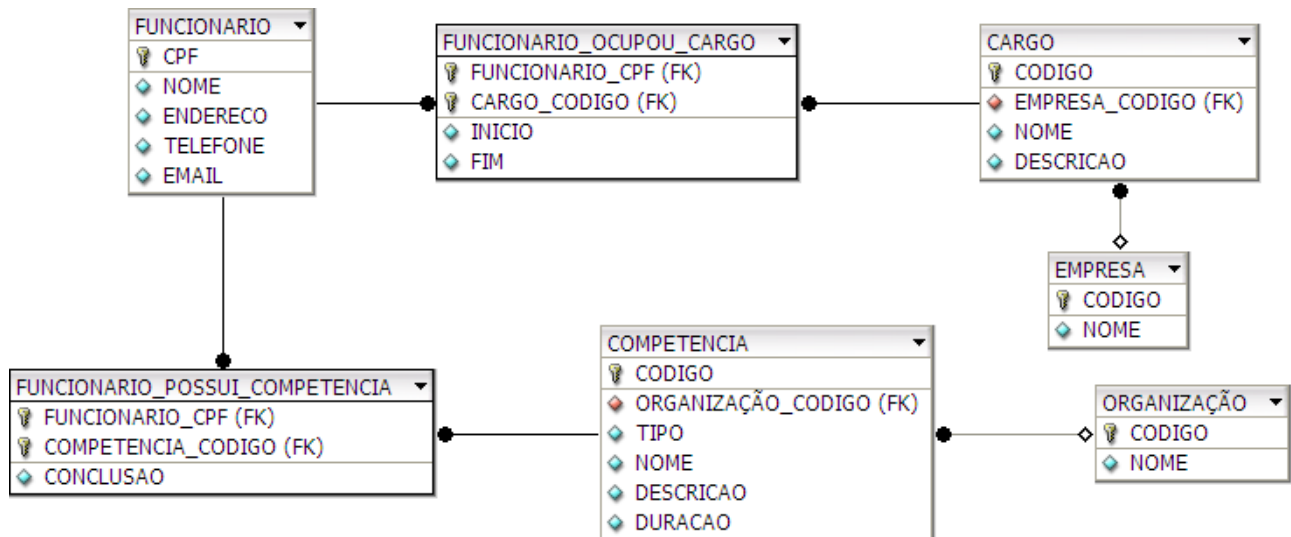 FUNCIONARIO
CPF
NOME
ENDERECO
TELEFONE
EMAIL
FUNCIONARIO_OCUPOU_CARGO
FUNCIONARIO_CPF (FK)
CARGO_CODIGO (FK)
INICIO
FIM
CARGO
CODIGO
EMPRESA_CODIGO (FK)
NOME
DESCRICAO
EMPRESA
CODIGO
NOME
FUNCIONARIO_POSSUI_COMPETENCIA
FUNCIONARIO_CPF (FK)
COMPETENCIA_CODIGO (FK)
CONCLUSAO
COMPETENCIA
CODIGO
ORGANIZAÇÃO_CODIGO (FK)
TIPO
NOME
DESCRICAO
DURACAO
ORGANIZAÇÃO
CODIGO
NOME